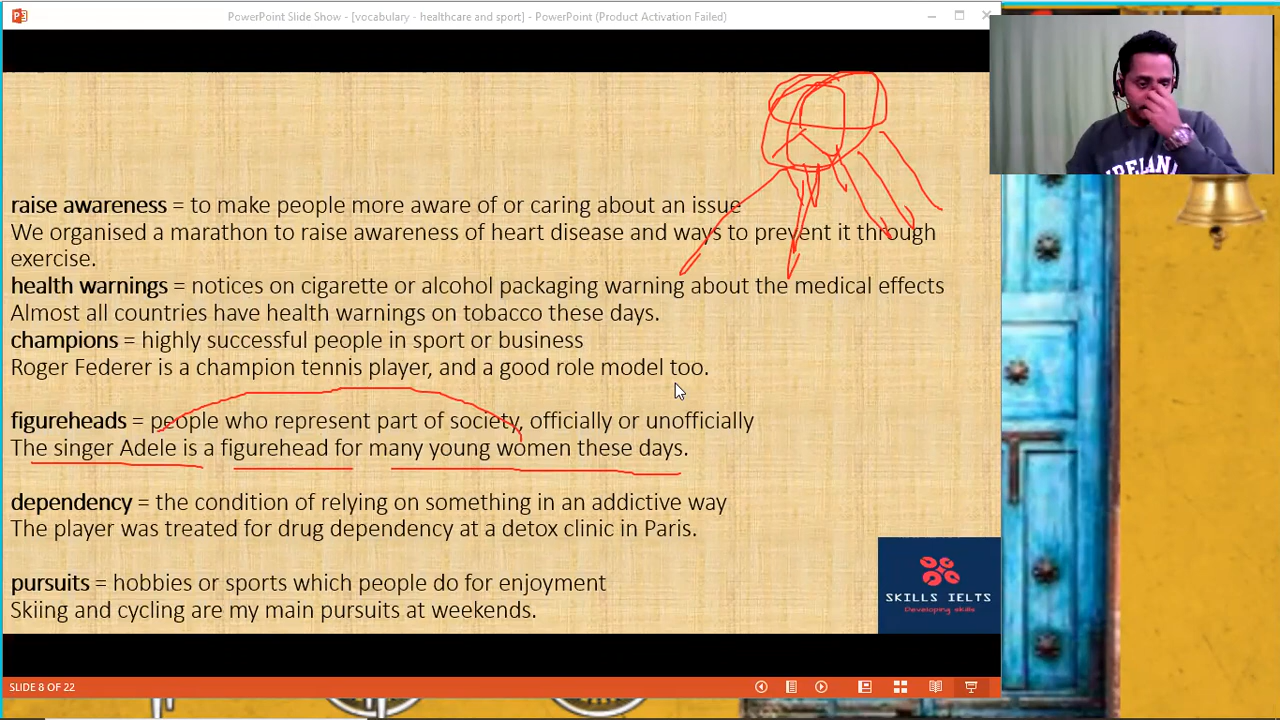 PowerPoint Slide Show - [vocabulary - healthcare and sport] - PowerPoint (Product Activation Failed)
raise awareness = to make people more aware of or caring about an issue
We organised a marathon to raise awareness of heart disease and ways to prevent it through
exercise.
health warnings = notices on cigarette or alcohol packaging warning about the medical effects
Almost all countries have health warnings on tobacco these days.
champions = highly successful people in sport or business
Roger Federer is a champion tennis player, and a good role model too.
figureheads = people who represent part of society, officially or unofficially
The singer Adele is a figurehead for many young women these days.
dependency = the condition of relying on something in an addictive way
The player was treated for drug dependency at a detox clinic in Paris.
pursuits = hobbies or sports which people do for enjoyment
Skiing and cycling are my main pursuits at weekends.
SKILLS IELTS
Developing skills
SLIDE 8 OF 22